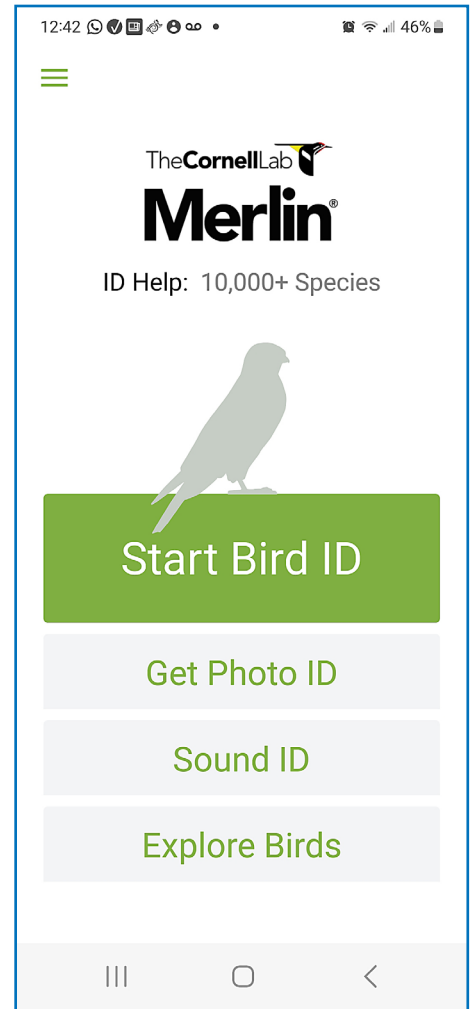 12:42 46%
TheCornellLab
Merlin®
ID Help: 10,000+ Species
Start Bird ID
Get Photo ID
Sound ID
Explore Birds